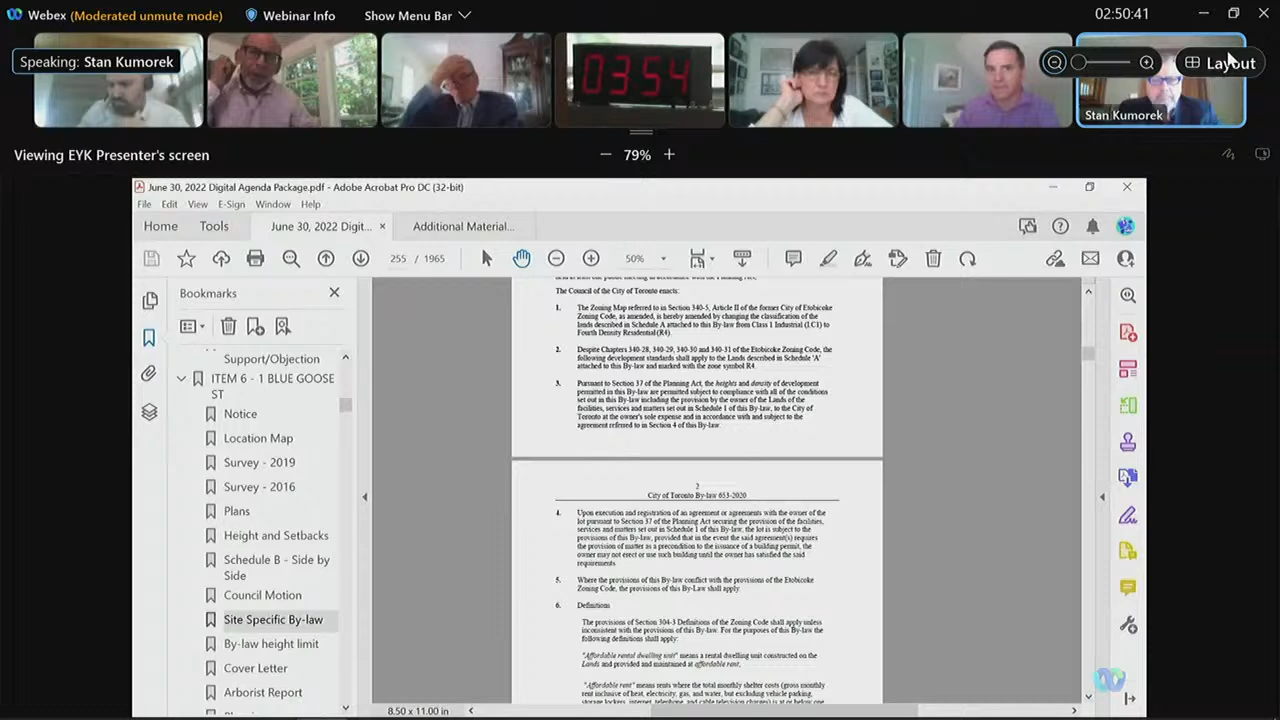 Webex (Moderated unmute mode) Webinar Info Show Menu Bar 02:50:41
Speaking: Stan Kumorek
0354
Layout
Stan Kumorek
Viewing EYK Presenter's screen
79%
June 30, 2022 Digital Agenda Package.pdf - Adobe Acrobat Pro DC (32-bit)
File Edit View E-Sign Window Help
Home Tools June 30, 2022 Digit... × Additional Material...
255 / 1965 50%
Bookmarks
Support/Objection
ITEM 6 - 1 BLUE GOOSE
ST
Notice
Location Map
Survey - 2019
Survey - 2016
Plans
Height and Setbacks
Schedule B - Side by
Side
Council Motion
Site Specific By-law
By-law height limit
Cover Letter
Arborist Report
The Council of the City of Toronto enacts:
1. The Zoning Map referred to in Section 340-5, Article II of the former City of Etobicoke
Zoning Code, as amended, is hereby amended by changing the classification of the
lands described in Schedule A attached to this By-law from Class 1 Industrial (I.C1) to
Fourth Density Residential (R4).
2. Despite Chapters 340-28, 340-29, 340-30 and 340-31 of the Etobicoke Zoning Code, the
following development standards shall apply to the Lands described in Schedule 'A'
attached to this By-law and marked with the zone symbol R4.
3. Pursuant to Section 37 of the Planning Act, the heights and density of development
permitted in this By-law are permitted subject to compliance with all of the conditions
set out in this By-law including the provision by the owner of the Lands of the
facilities, services and matters set out in Schedule 1 of this By-law, to the City of
Toronto at the owner's sole expense and in accordance with and subject to the
agreement referred to in Section 4 of this By-law.
2
City of Toronto By-law 653-2020
4. Upon execution and registration of an agreement or agreements with the owner of the
lot pursuant to Section 37 of the Planning Act securing the provision of the facilities,
services and matters set out in Schedule 1 of this By-law, the lot is subject to the
provisions of this By-law, provided that in the event the said agreement(s) requires
the provision of matter as a precondition to the issuance of a building permit, the
owner may not erect or use such building until the owner has satisfied the said
requirements
5. Where the provisions of this By-law conflict with the provisions of the Etobicoke
Zoning Code, the provisions of this By-Law shall apply
6. Definitions
The provisions of Section 304-3 Definitions of the Zoning Code shall apply unless
inconsistent with the provisions of this By-law. For the purposes of this By-law the
following definitions shall apply:
"Affordable rental dwelling unit" means a rental dwelling unit constructed on the
Lands and provided and maintained at affordable rent,
"Affordable rent" means rents where the total monthly shelter costs (gross monthly
rent inclusive of heat, electricity, gas, and water, but excluding vehicle parking,
storage lockers, internet, telephone, and cable television charges) is at or below one
8.50 x 11.00 in